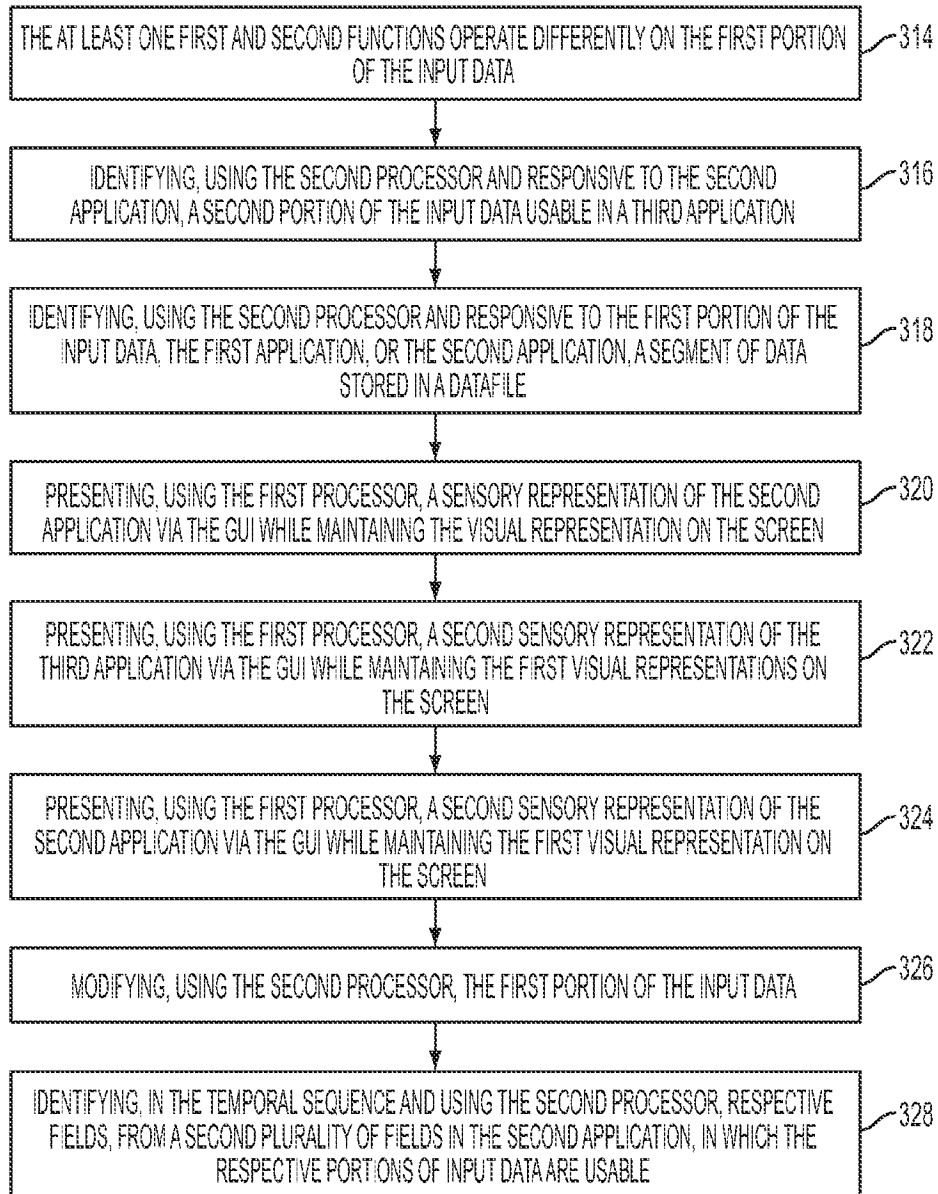 THE AT LEAST ONE FIRST AND SECOND FUNCTIONS OPERATE DIFFERENTLY ON THE FIRST PORTION
OF THE INPUT DATA
314
IDENTIFYING, USING THE SECOND PROCESSOR AND RESPONSIVE TO THE SECOND
APPLICATION, A SECOND PORTION OF THE INPUT DATA USABLE IN A THIRD APPLICATION
316
IDENTIFYING, USING THE SECOND PROCESSOR AND RESPONSIVE TO THE FIRST PORTION OF THE
INPUT DATA, THE FIRST APPLICATION, OR THE SECOND APPLICATION, A SEGMENT OF DATA
STORED IN A DATAFILE
318
PRESENTING, USING THE FIRST PROCESSOR, A SENSORY REPRESENTATION OF THE SECOND
APPLICATION VIA THE GUI WHILE MAINTAINING THE VISUAL REPRESENTATION ON THE SCREEN
320
PRESENTING, USING THE FIRST PROCESSOR, A SECOND SENSORY REPRESENTATION OF THE
THIRD APPLICATION VIA THE GUI WHILE MAINTAINING THE FIRST VISUAL REPRESENTATIONS ON
THE SCREEN
322
PRESENTING, USING THE FIRST PROCESSOR, A SECOND SENSORY REPRESENTATION OF THE
SECOND APPLICATION VIA THE GUI WHILE MAINTAINING THE FIRST VISUAL REPRESENTATION ON
THE SCREEN
324
MODIFYING, USING THE SECOND PROCESSOR, THE FIRST PORTION OF THE INPUT DATA
326
IDENTIFYING, IN THE TEMPORAL SEQUENCE AND USING THE SECOND PROCESSOR, RESPECTIVE
FIELDS, FROM A SECOND PLURALITY OF FIELDS IN THE SECOND APPLICATION, IN WHICH THE
RESPECTIVE PORTIONS OF INPUT DATA ARE USABLE
328